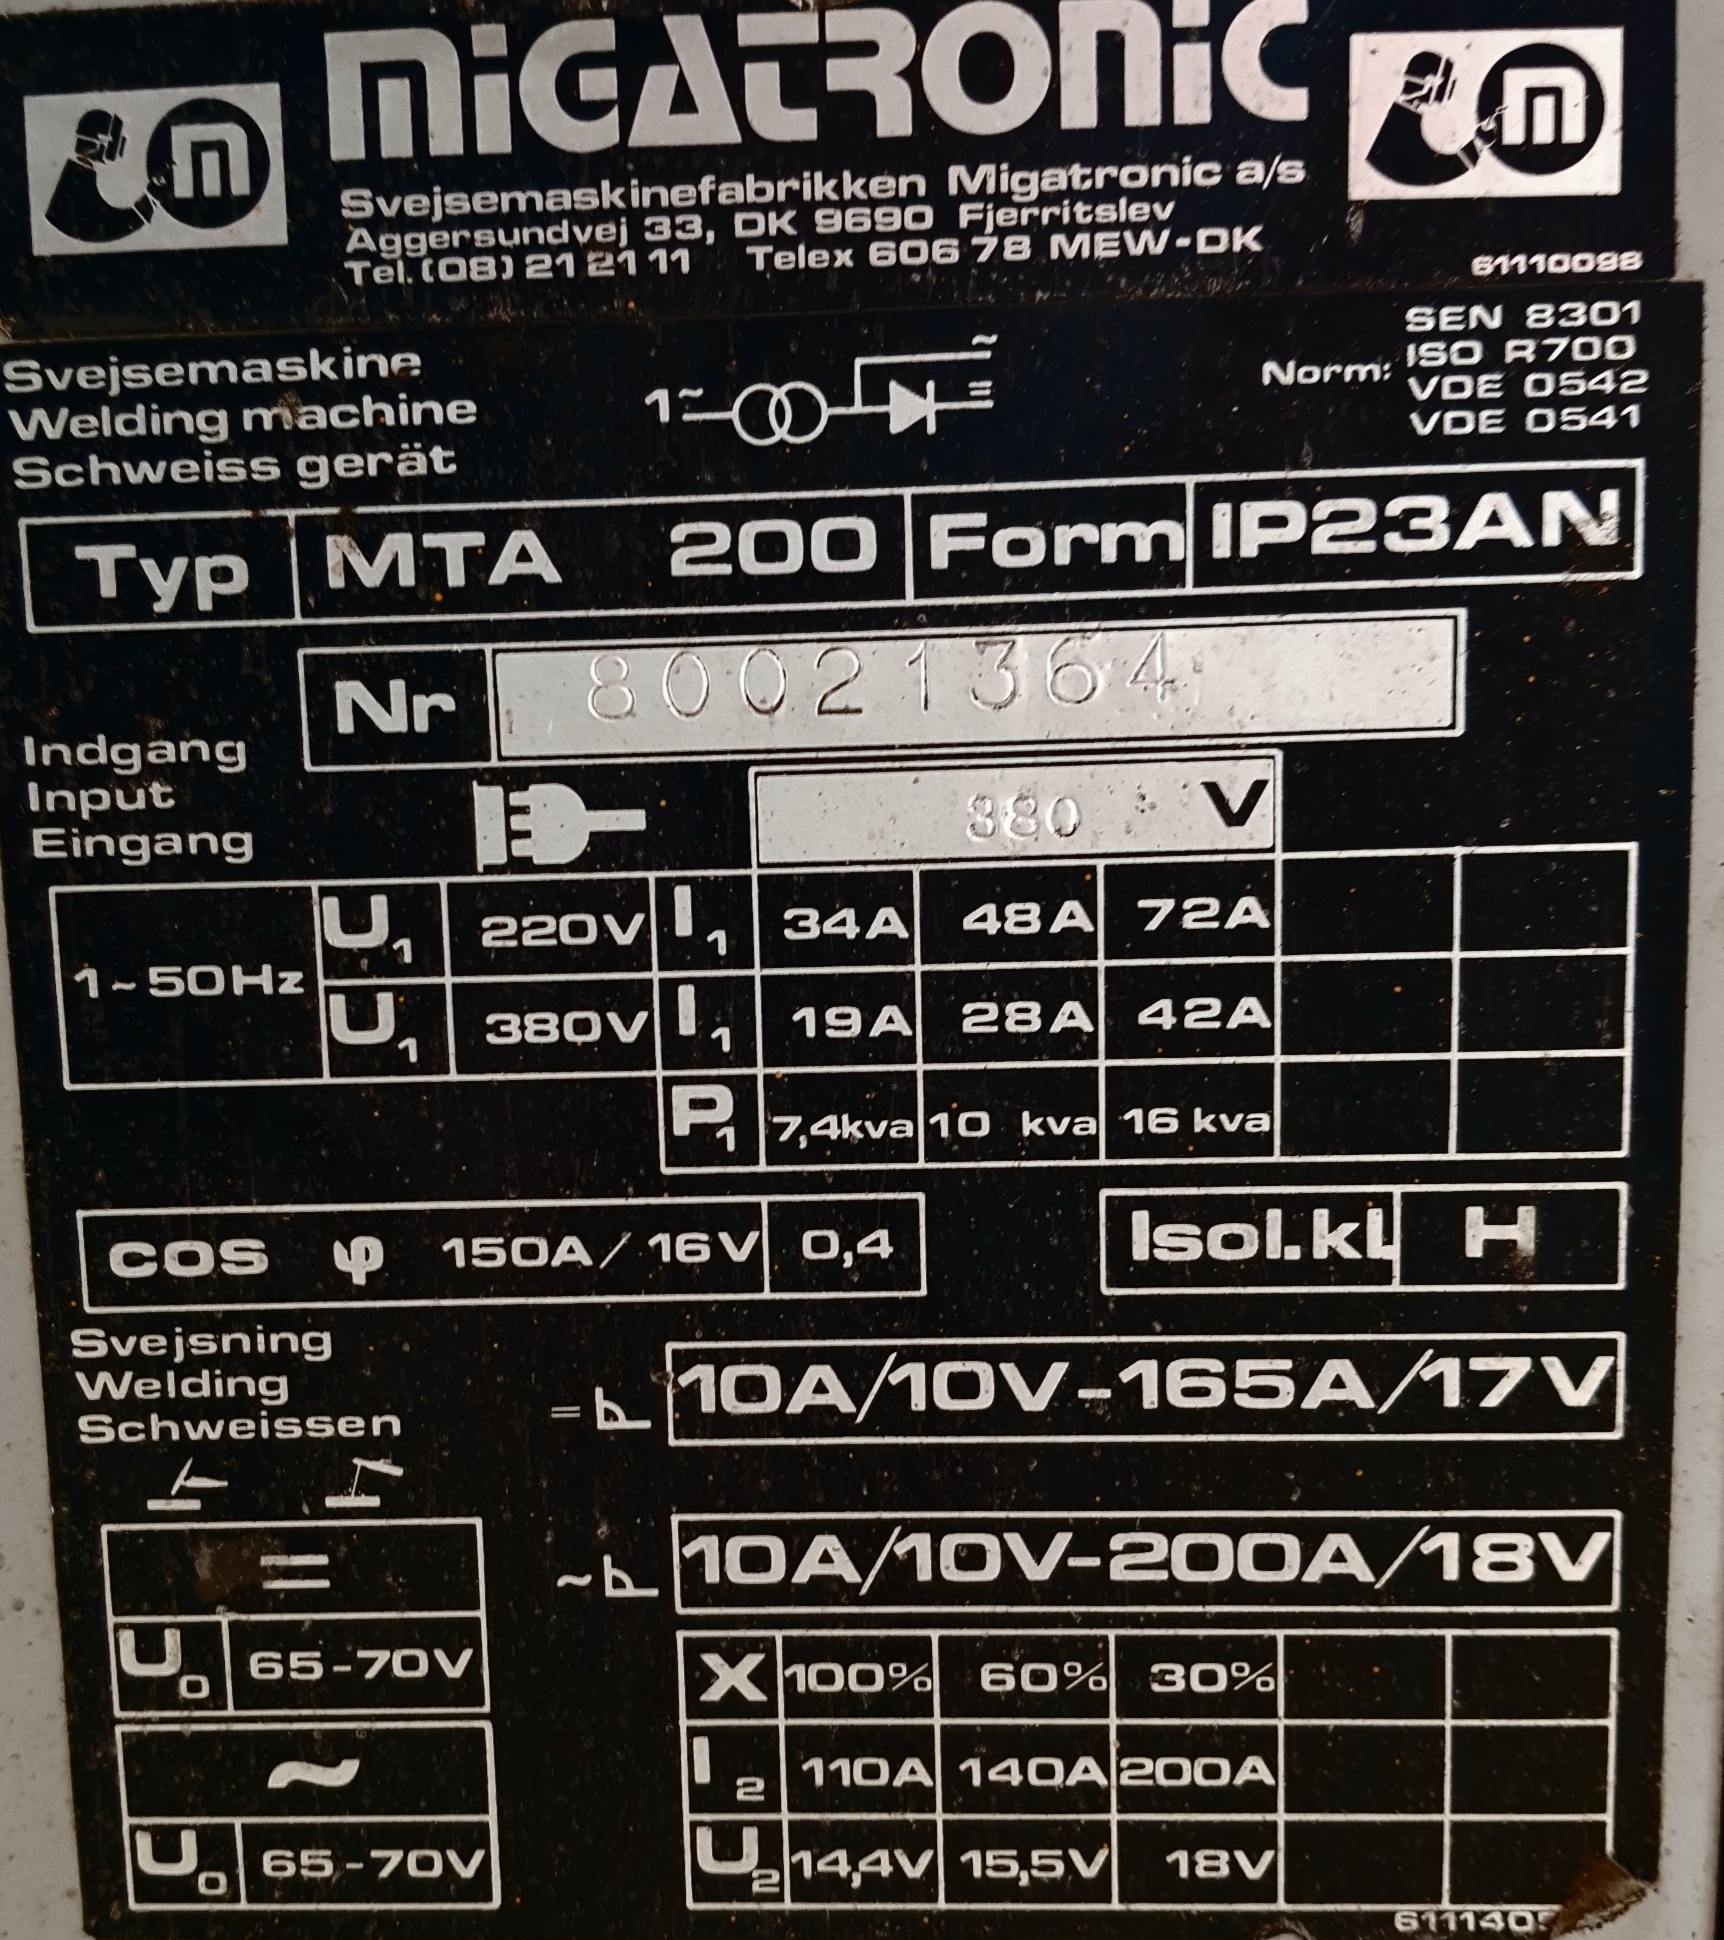 MIGATRONIC
Svejsemaskinefabrikken Migatronic a/s
Aggersundvej 33, DK 9690 Fjerritslev
Tel. (08) 21 21 11 Telex 606 78 MEW-DK
61110098
Svejsemaskine
Welding machine
Schweiss gerät
1~ ~ =
Norm: SEN 8301
ISO R700
VDE 0542
VDE 0541
Typ MTA 200 Form IP23AN
Nr 80021364
Indgang
Input
Eingang
380 V
1~50Hz U1 220V I1 34A 48A 72A
U1 380V I1 19A 28A 42A
P1 7,4kva 10 kva 16 kva
cos φ 150A/16V 0,4
Isol.kl. H
Svejsning
Welding
Schweissen
= 10A/10V-165A/17V
~ 10A/10V-200A/18V
=
U0 65-70V
~
U0 65-70V
X 100% 60% 30%
I2 110A 140A 200A
U2 14,4V 15,5V 18V